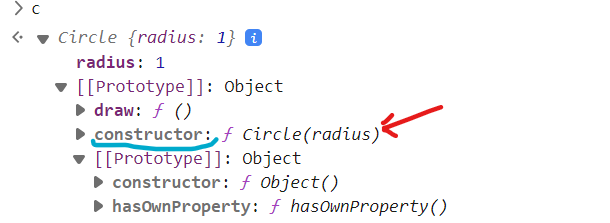 > c
Circle {radius: 1} i
radius: 1
[[Prototype]]: Object
draw: ƒ ()
constructor: ƒ Circle(radius)
[[Prototype]]: Object
constructor: ƒ Object()
hasOwnProperty: ƒ hasOwnProperty()